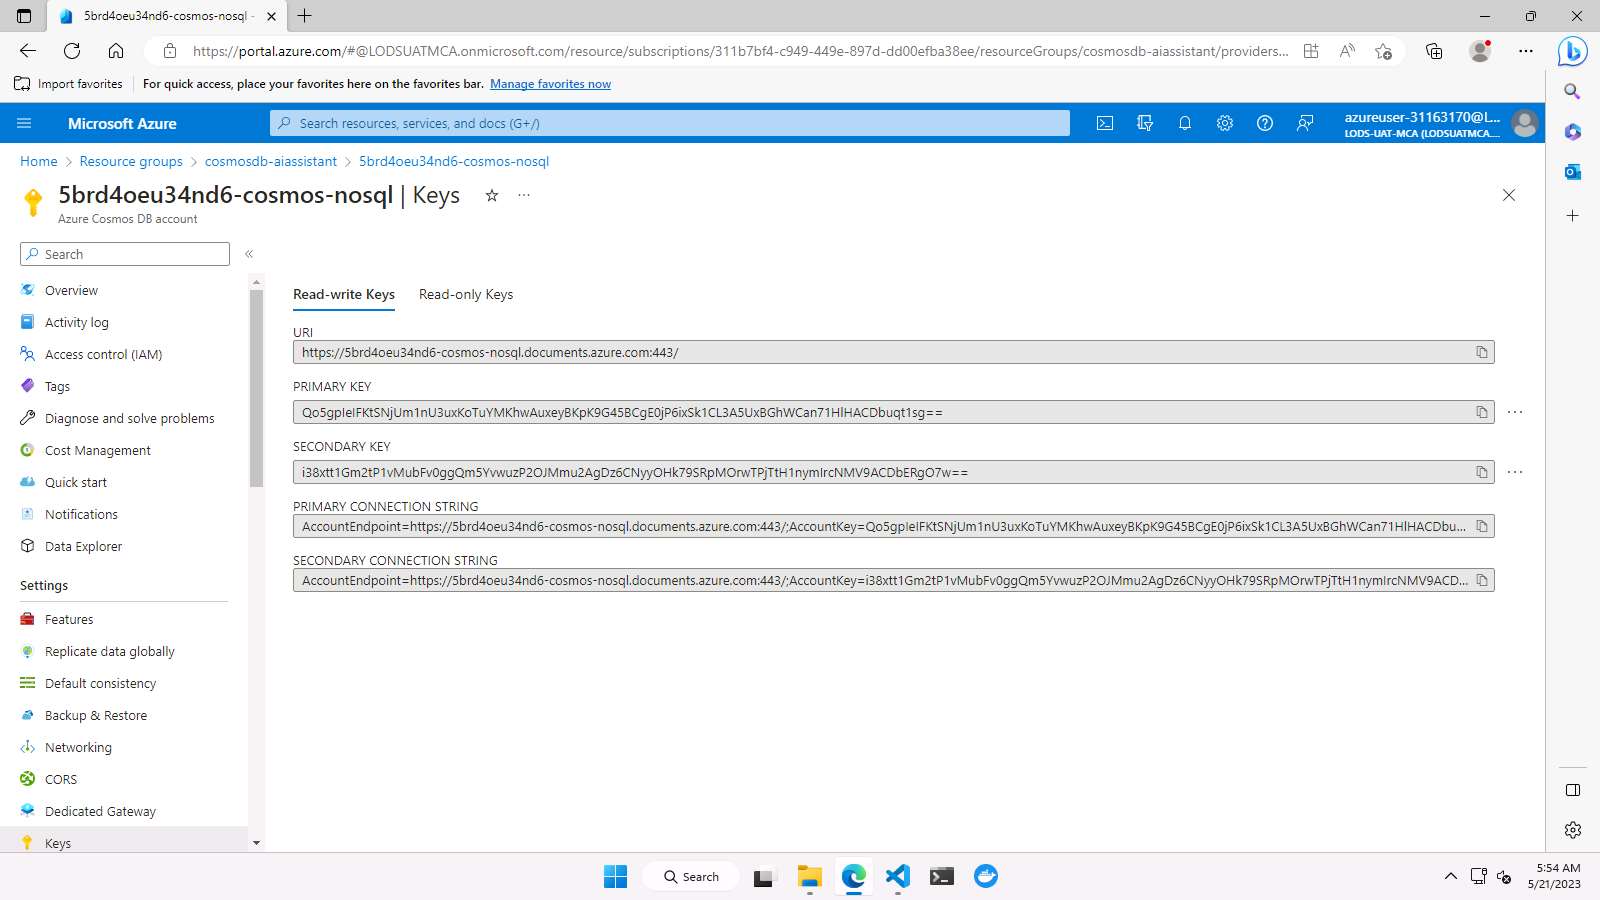 5brd4oeu34nd6-cosmos-nosql -
https://portal.azure.com/#@LODSUATMCA.onmicrosoft.com/resource/subscriptions/311b7bf4-c949-449e-897d-dd00efba38ee/resourceGroups/cosmosdb-aiassistant/providers...
Import favorites
For quick access, place your favorites here on the favorites bar. Manage favorites now
Microsoft Azure
Search resources, services, and docs (G+/)
azureuser-31163170@L...
LODS-UAT-MCA (LODSUATMCA....
Home > Resource groups > cosmosdb-aiassistant > 5brd4oeu34nd6-cosmos-nosql
5brd4oeu34nd6-cosmos-nosql | Keys
Azure Cosmos DB account
Search
Overview
Activity log
Access control (IAM)
Tags
Diagnose and solve problems
Cost Management
Quick start
Notifications
Data Explorer
Settings
Features
Replicate data globally
Default consistency
Backup & Restore
Networking
CORS
Dedicated Gateway
Keys
Read-write Keys
Read-only Keys
URI
https://5brd4oeu34nd6-cosmos-nosql.documents.azure.com:443/
PRIMARY KEY
Qo5gpIeIFKtSNjUm1nU3uxKoTuYMKhwAuxeyBKpK9G45BCgE0jP6ixSk1CL3A5UxBGhWCan71HlHACDbuqt1sg==
SECONDARY KEY
i38xtt1Gm2tP1vMubFv0ggQm5YvwuzP2OJMmu2AgDz6CNyyOHk79SRpMOrwTPjTtH1nymIrcNMV9ACDbERgO7w==
PRIMARY CONNECTION STRING
AccountEndpoint=https://5brd4oeu34nd6-cosmos-nosql.documents.azure.com:443/;AccountKey=Qo5gpIeIFKtSNjUm1nU3uxKoTuYMKhwAuxeyBKpK9G45BCgE0jP6ixSk1CL3A5UxBGhWCan71HlHACDbu...
SECONDARY CONNECTION STRING
AccountEndpoint=https://5brd4oeu34nd6-cosmos-nosql.documents.azure.com:443/;AccountKey=i38xtt1Gm2tP1vMubFv0ggQm5YvwuzP2OJMmu2AgDz6CNyyOHk79SRpMOrwTPjTtH1nymIrcNMV9ACD...
Search
5:54 AM
5/21/2023